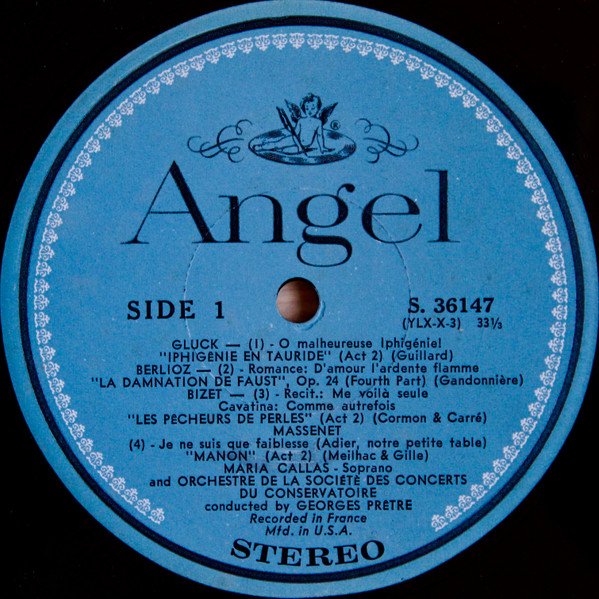 ®
Angel
SIDE 1
S. 36147
(YLX-X-3) 33⅓
GLUCK — (1) - O malheureuse Iphigénie!
"IPHIGÉNIE EN TAURIDE" (Act 2) (Guillard)
BERLIOZ — (2) - Romance: D'amour l'ardente flamme
"LA DAMNATION DE FAUST", Op. 24 (Fourth Part) (Gandonnière)
BIZET — (3) - Recit.: Me voilà seule
Cavatina: Comme autrefois
"LES PÊCHEURS DE PERLES" (Act 2) (Cormon & Carré)
MASSENET
(4) - Je ne suis que faiblesse (Adier, notre petite table)
"MANON" (Act 2) (Meilhac & Gille)
MARIA CALLAS - Soprano
and ORCHESTRE DE LA SOCIÉTÉ DES CONCERTS
DU CONSERVATOIRE
conducted by GEORGES PRÊTRE
Recorded in France
Mfd. in U.S.A.
STEREO